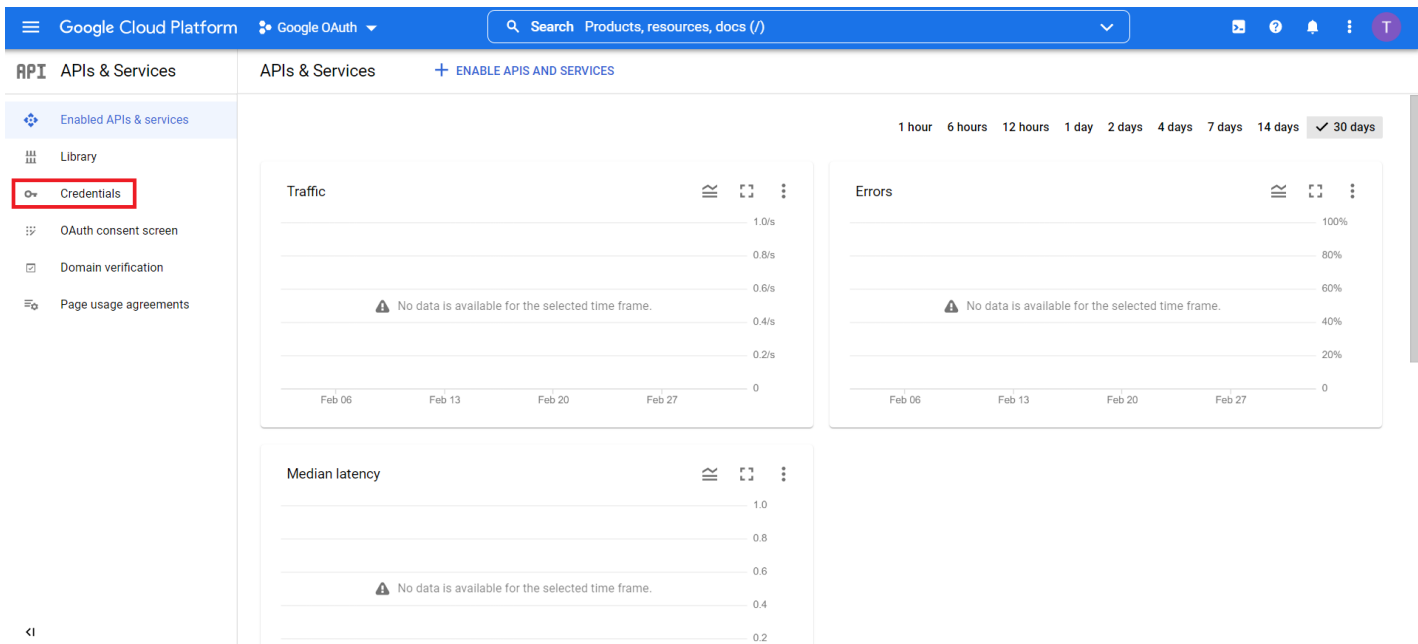 Google Cloud Platform Google OAuth Search Products, resources, docs (/) T
API APIs & Services
APIs & Services + ENABLE APIS AND SERVICES
Enabled APIs & services
Library
Credentials
OAuth consent screen
Domain verification
Page usage agreements
1 hour 6 hours 12 hours 1 day 2 days 4 days 7 days 14 days 30 days
Traffic
1.0/s
0.8/s
0.6/s
No data is available for the selected time frame.
0.4/s
0.2/s
0
Feb 06 Feb 13 Feb 20 Feb 27
Errors
100%
80%
60%
No data is available for the selected time frame.
40%
20%
0
Feb 06 Feb 13 Feb 20 Feb 27
Median latency
1.0
0.8
0.6
No data is available for the selected time frame.
0.4
0.2